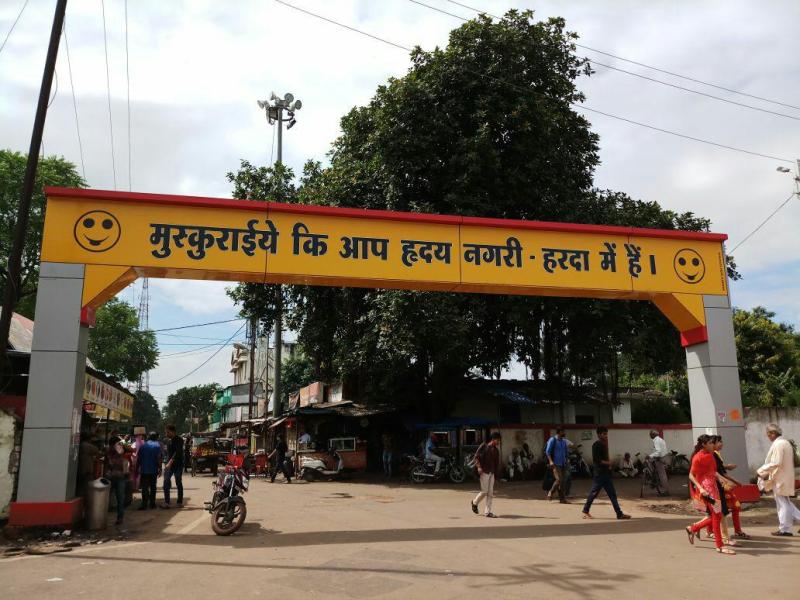 मुस्कुराईये कि आप हृदय नगरी - हरदा में हैं।